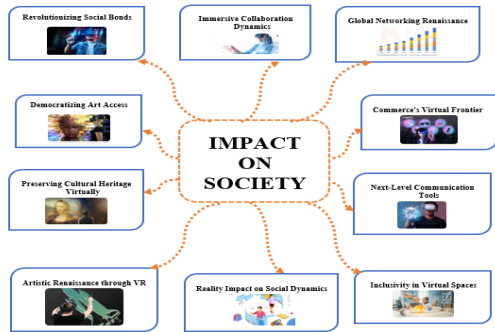 Revolutionizing Social Bonds
Immersive Collaboration
Dynamics
Global Networking Renaissance
Democratizing Art Access
Commerce's Virtual Frontier
IMPACT
ON
SOCIETY
Preserving Cultural Heritage
Virtually
Next-Level Communication
Tools
Artistic Renaissance through VR
Reality Impact on Social Dynamics
Inclusivity in Virtual Spaces